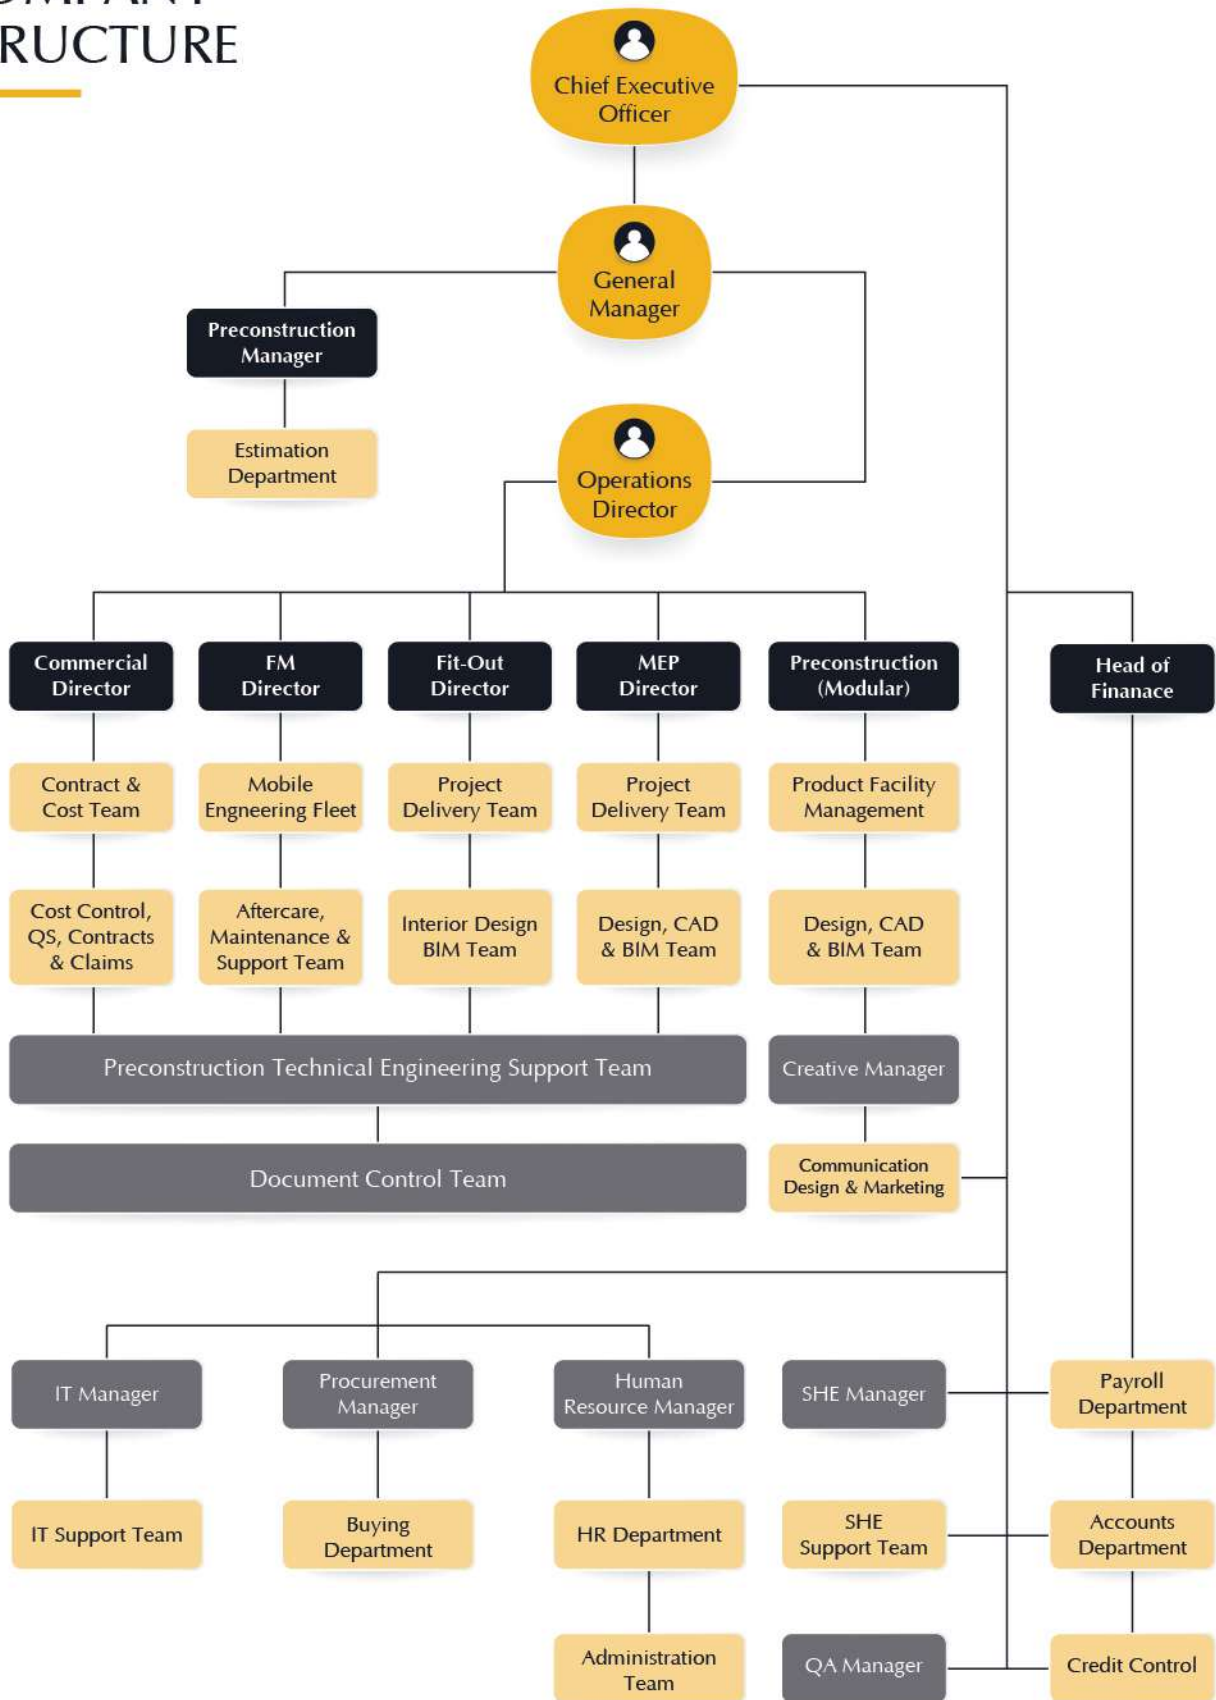 RUCTURE
Chief Executive
Officer
General
Manager
Preconstruction
Manager
Estimation
Department
Operations
Director
Commercial
Director
FM
Director
Fit-Out
Director
MEP
Director
Preconstruction
(Modular)
Head of
Finanace
Contract &
Cost Team
Mobile
Engneering Fleet
Project
Delivery Team
Project
Delivery Team
Product Facility
Management
Cost Control,
QS, Contracts
& Claims
Aftercare,
Maintenance &
Support Team
Interior Design
BIM Team
Design, CAD
& BIM Team
Design, CAD
& BIM Team
Preconstruction Technical Engineering Support Team
Creative Manager
Document Control Team
Communication
Design & Marketing
IT Manager
Procurement
Manager
Human
Resource Manager
SHE Manager
Payroll
Department
IT Support Team
Buying
Department
HR Department
SHE
Support Team
Accounts
Department
Administration
Team
QA Manager
Credit Control